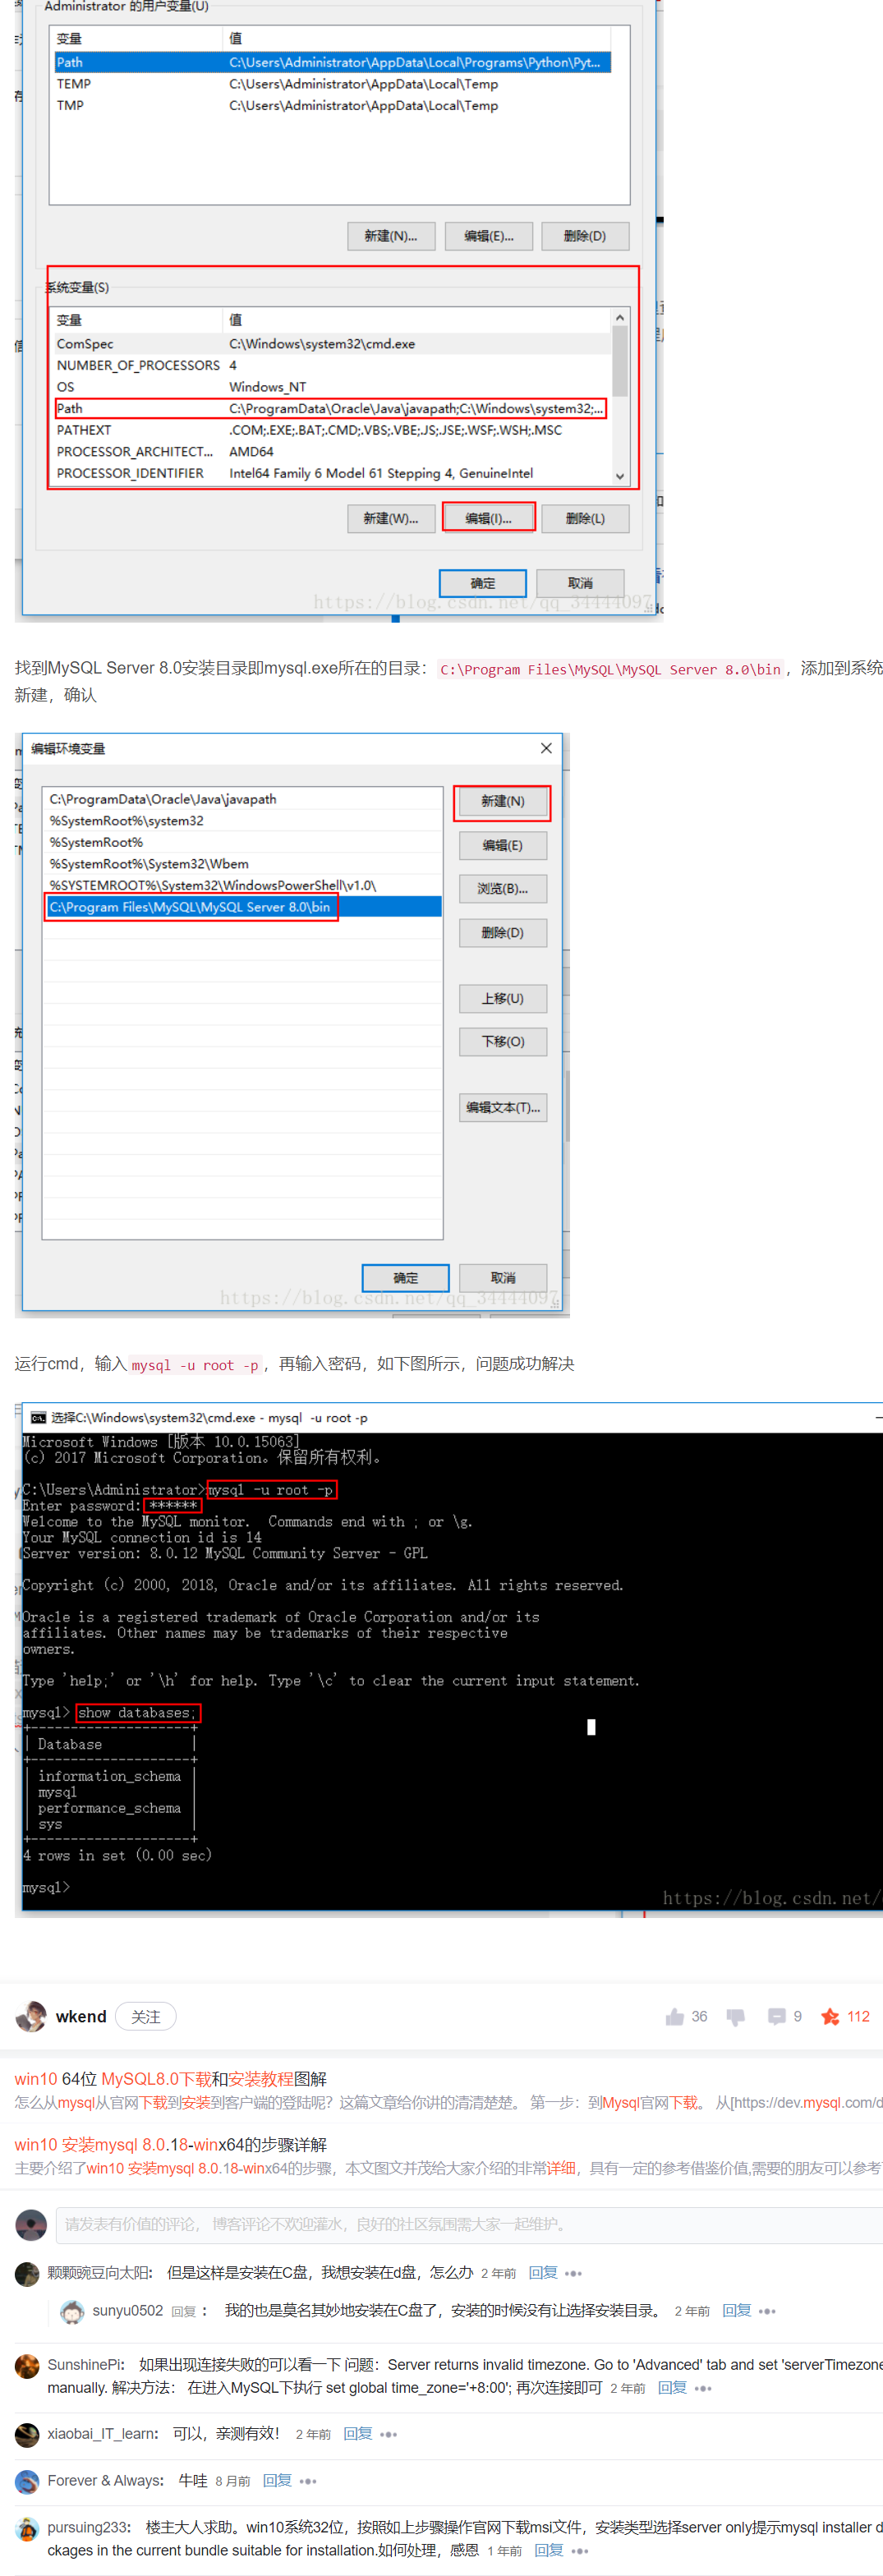 Administrator 的用户变量(U)
变量 值
Path C:\Users\Administrator\AppData\Local\Programs\Python\Pyt...
TEMP C:\Users\Administrator\AppData\Local\Temp
TMP C:\Users\Administrator\AppData\Local\Temp
新建(N)... 编辑(E)... 删除(D)
系统变量(S)
变量 值
ComSpec C:\Windows\system32\cmd.exe
NUMBER_OF_PROCESSORS 4
OS Windows_NT
Path C:\ProgramData\Oracle\Java\javapath;C:\Windows\system32;...
PATHEXT .COM;.EXE;.BAT;.CMD;.VBS;.VBE;.JS;.JSE;.WSF;.WSH;.MSC
PROCESSOR_ARCHITECT... AMD64
PROCESSOR_IDENTIFIER Intel64 Family 6 Model 61 Stepping 4, GenuineIntel
新建(W)... 编辑(I)... 删除(L)
确定 取消
https://blog.csdn.net/qq_34444097
找到MySQL Server 8.0安装目录即mysql.exe所在的目录：C:\Program Files\MySQL\MySQL Server 8.0\bin，添加到系统
新建，确认
编辑环境变量
C:\ProgramData\Oracle\Java\javapath
%SystemRoot%\system32
%SystemRoot%
%SystemRoot%\System32\Wbem
%SYSTEMROOT%\System32\WindowsPowerShell\v1.0\
C:\Program Files\MySQL\MySQL Server 8.0\bin
新建(N)
编辑(E)
浏览(B)...
删除(D)
上移(U)
下移(O)
编辑文本(T)...
确定 取消
https://blog.csdn.net/qq_34444097
运行cmd，输入mysql -u root -p，再输入密码，如下图所示，问题成功解决
选择C:\Windows\system32\cmd.exe - mysql -u root -p
Microsoft Windows [版本 10.0.15063]
(c) 2017 Microsoft Corporation。保留所有权利。
C:\Users\Administrator>mysql -u root -p
Enter password: ******
Welcome to the MySQL monitor. Commands end with ; or \g.
Your MySQL connection id is 14
Server version: 8.0.12 MySQL Community Server - GPL
Copyright (c) 2000, 2018, Oracle and/or its affiliates. All rights reserved.
Oracle is a registered trademark of Oracle Corporation and/or its
affiliates. Other names may be trademarks of their respective
owners.
Type 'help;' or '\h' for help. Type '\c' to clear the current input statement.
mysql> show databases;
+--------------------+
| Database           |
+--------------------+
| information_schema |
| mysql              |
| performance_schema |
| sys                |
+--------------------+
4 rows in set (0.00 sec)
mysql>
https://blog.csdn.net/
wkend 关注 36 9 112
win10 64位 MySQL8.0下载和安装教程图解
怎么从mysql从官网下载到安装到客户端的登陆呢？这篇文章给你讲的清清楚楚。 第一步：到Mysql官网下载。 从[https://dev.mysql.com/d
win10 安装mysql 8.0.18-winx64的步骤详解
主要介绍了win10 安装mysql 8.0.18-winx64的步骤，本文图文并茂给大家介绍的非常详细，具有一定的参考借鉴价值,需要的朋友可以参考
请发表有价值的评论， 博客评论不欢迎灌水，良好的社区氛围需大家一起维护。
颗颗豌豆向太阳： 但是这样是安装在C盘，我想安装在d盘，怎么办 2 年前 回复
sunyu0502 回复 ： 我的也是莫名其妙地安装在C盘了，安装的时候没有让选择安装目录。 2 年前 回复
SunshinePi： 如果出现连接失败的可以看一下 问题：Server returns invalid timezone. Go to 'Advanced' tab and set 'serverTimezone
manually. 解决方法： 在进入MySQL下执行 set global time_zone='+8:00'; 再次连接即可 2 年前 回复
xiaobai_IT_learn： 可以，亲测有效！ 2 年前 回复
Forever & Always： 牛哇 8 月前 回复
pursuing233： 楼主大人求助。win10系统32位，按照如上步骤操作官网下载msi文件，安装类型选择server only提示mysql installer d
ckages in the current bundle suitable for installation.如何处理，感恩 1 年前 回复